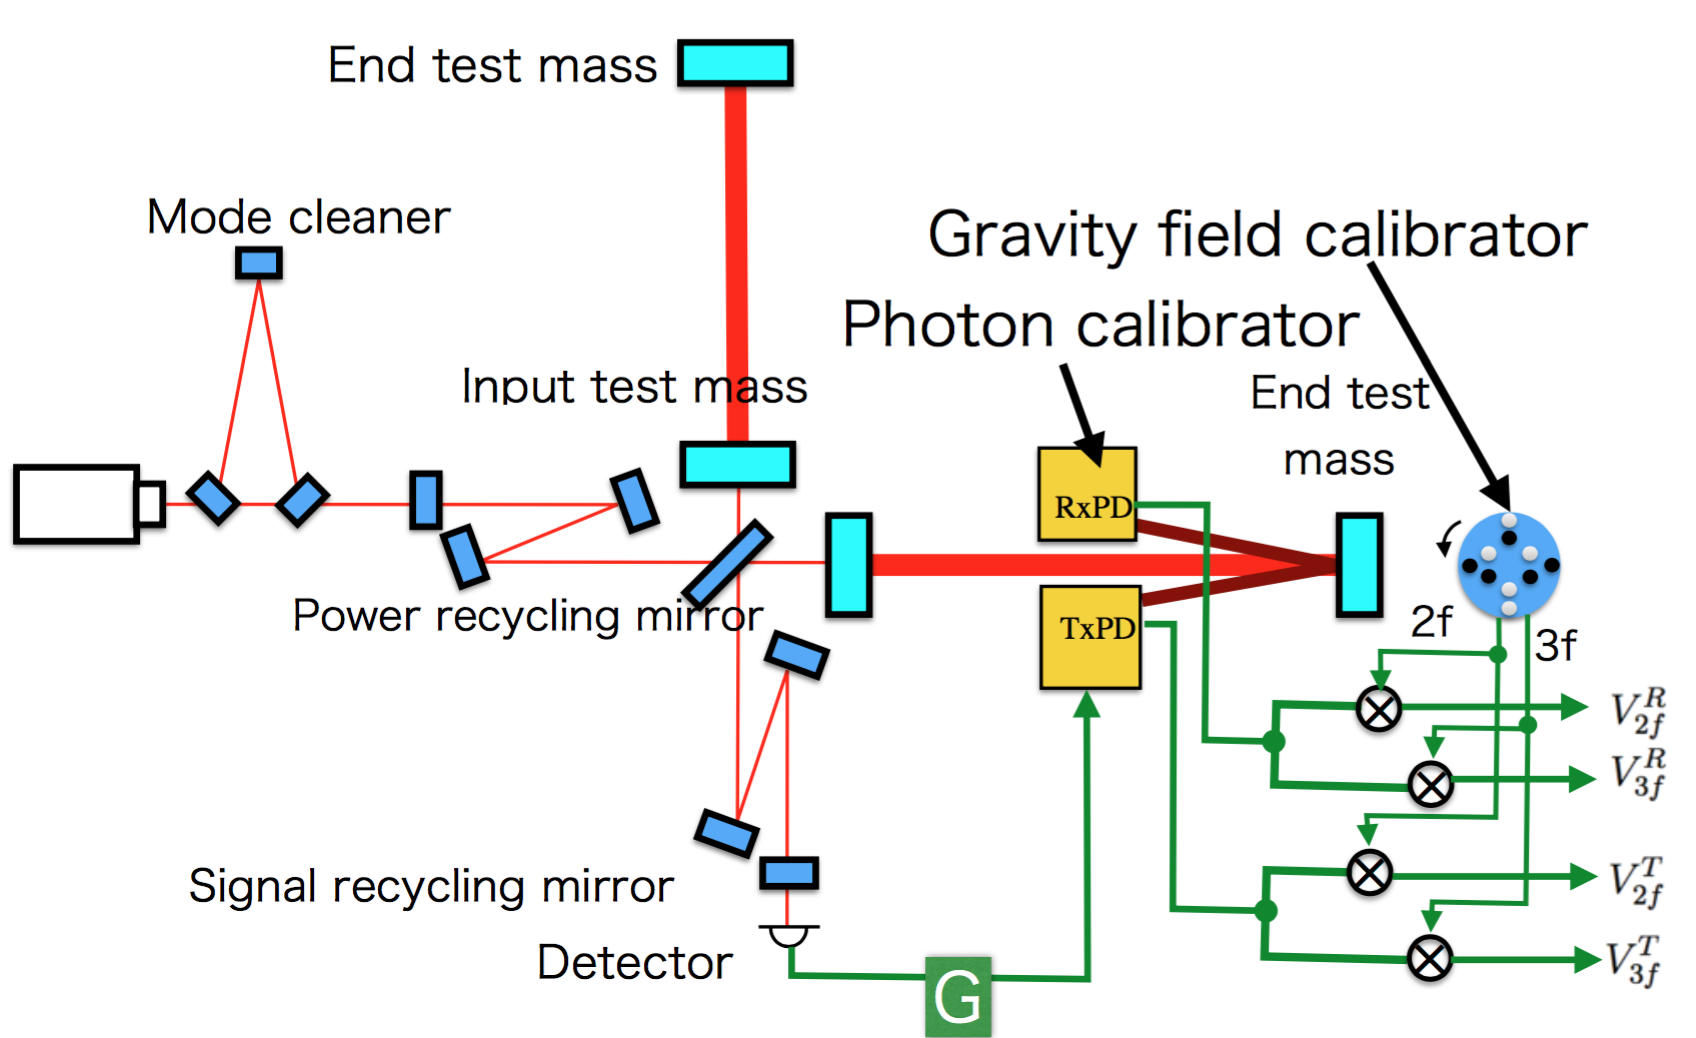 End test mass
Mode cleaner
Gravity field calibrator
Photon calibrator
Input test mass
End test
mass
RxPD
Power recycling mirror
TxPD
2f
3f
V_{2f}^{R}
V_{3f}^{R}
Signal recycling mirror
V_{2f}^{T}
Detector
V_{3f}^{T}
G